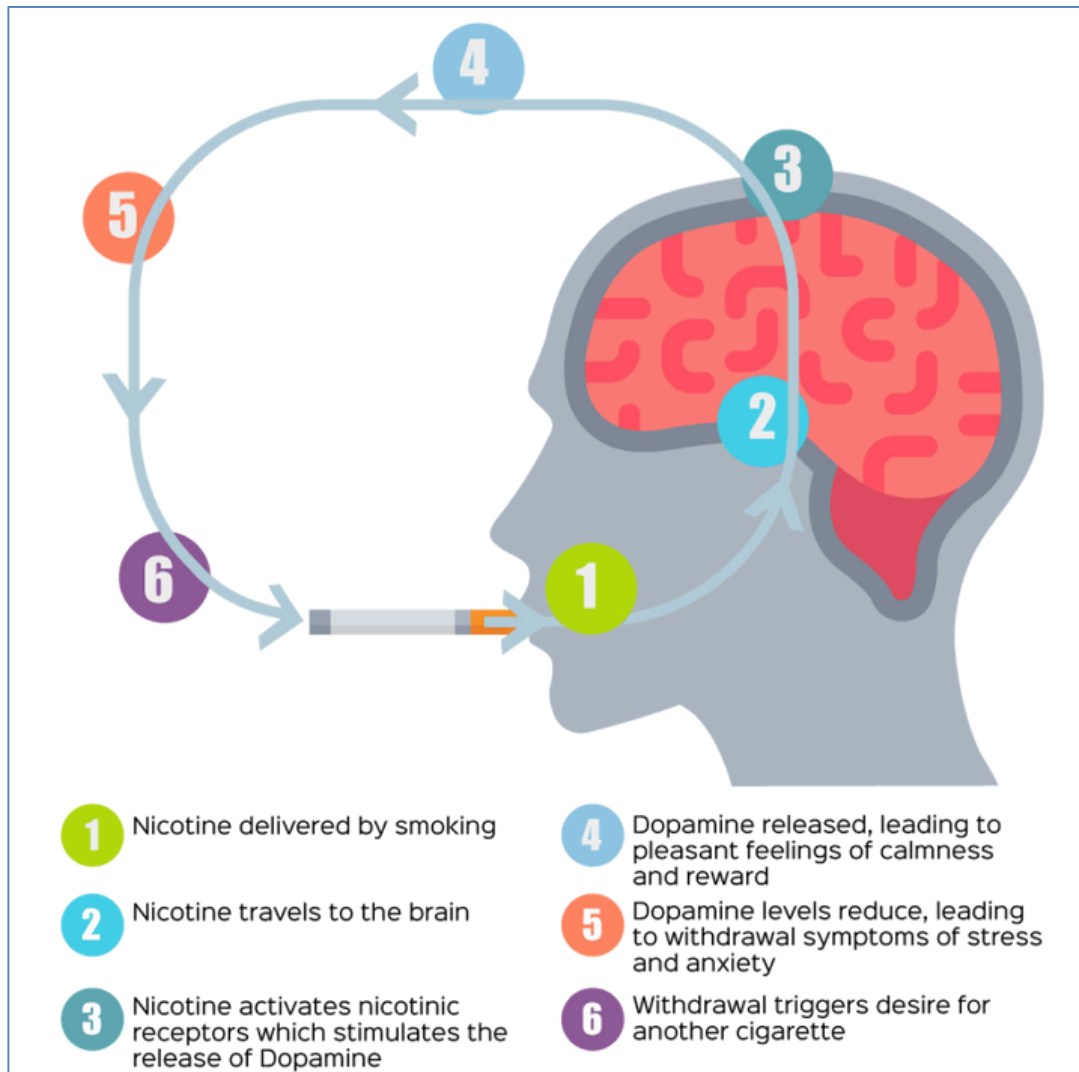 4
3
5
2
6
1
1 Nicotine delivered by smoking
2 Nicotine travels to the brain
3 Nicotine activates nicotinic
receptors which stimulates the
release of Dopamine
4 Dopamine released, leading to
pleasant feelings of calmness
and reward
5 Dopamine levels reduce, leading
to withdrawal symptoms of stress
and anxiety
6 Withdrawal triggers desire for
another cigarette